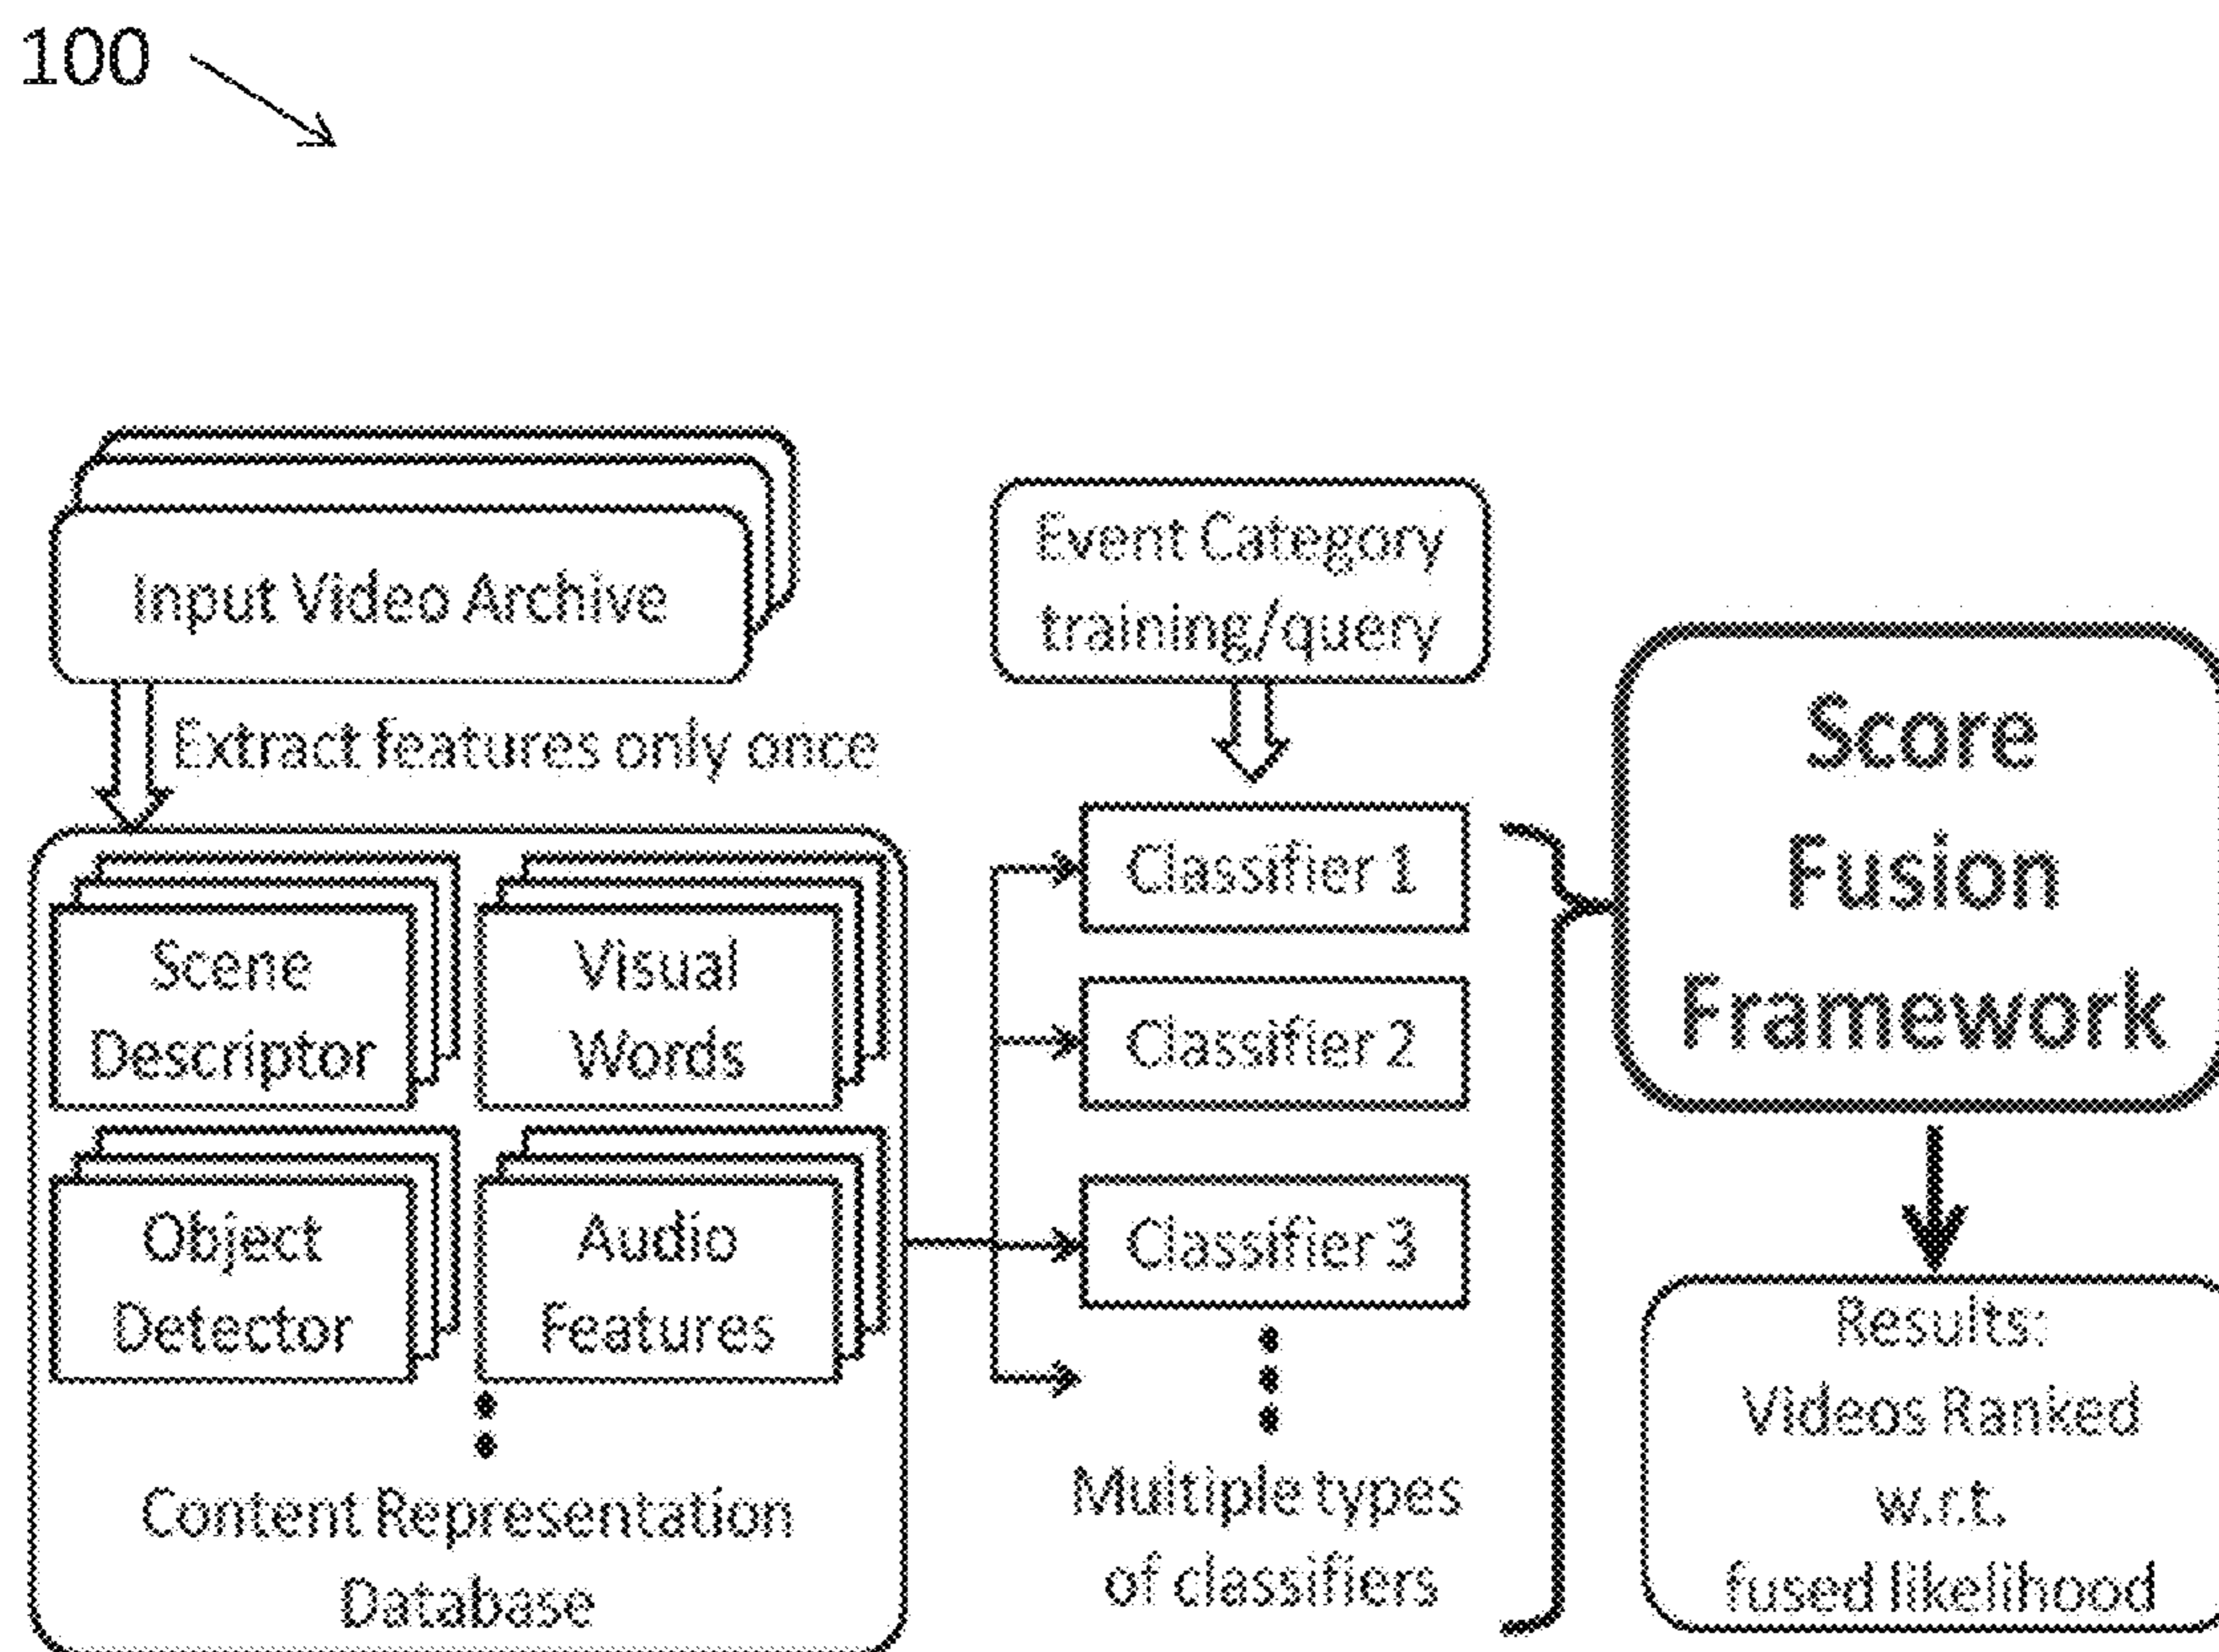 100
Input Video Archive
Extract features only once
Scene
Descriptor
Visual
Words
Object
Detector
Audio
Features
Content Representation
Database
Event Category
training/query
Classifier 1
Classifier 2
Classifier 3
Multiple types
of classifiers
Score
Fusion
Framework
Results:
Videos Ranked
w.r.t.
fused likelihood